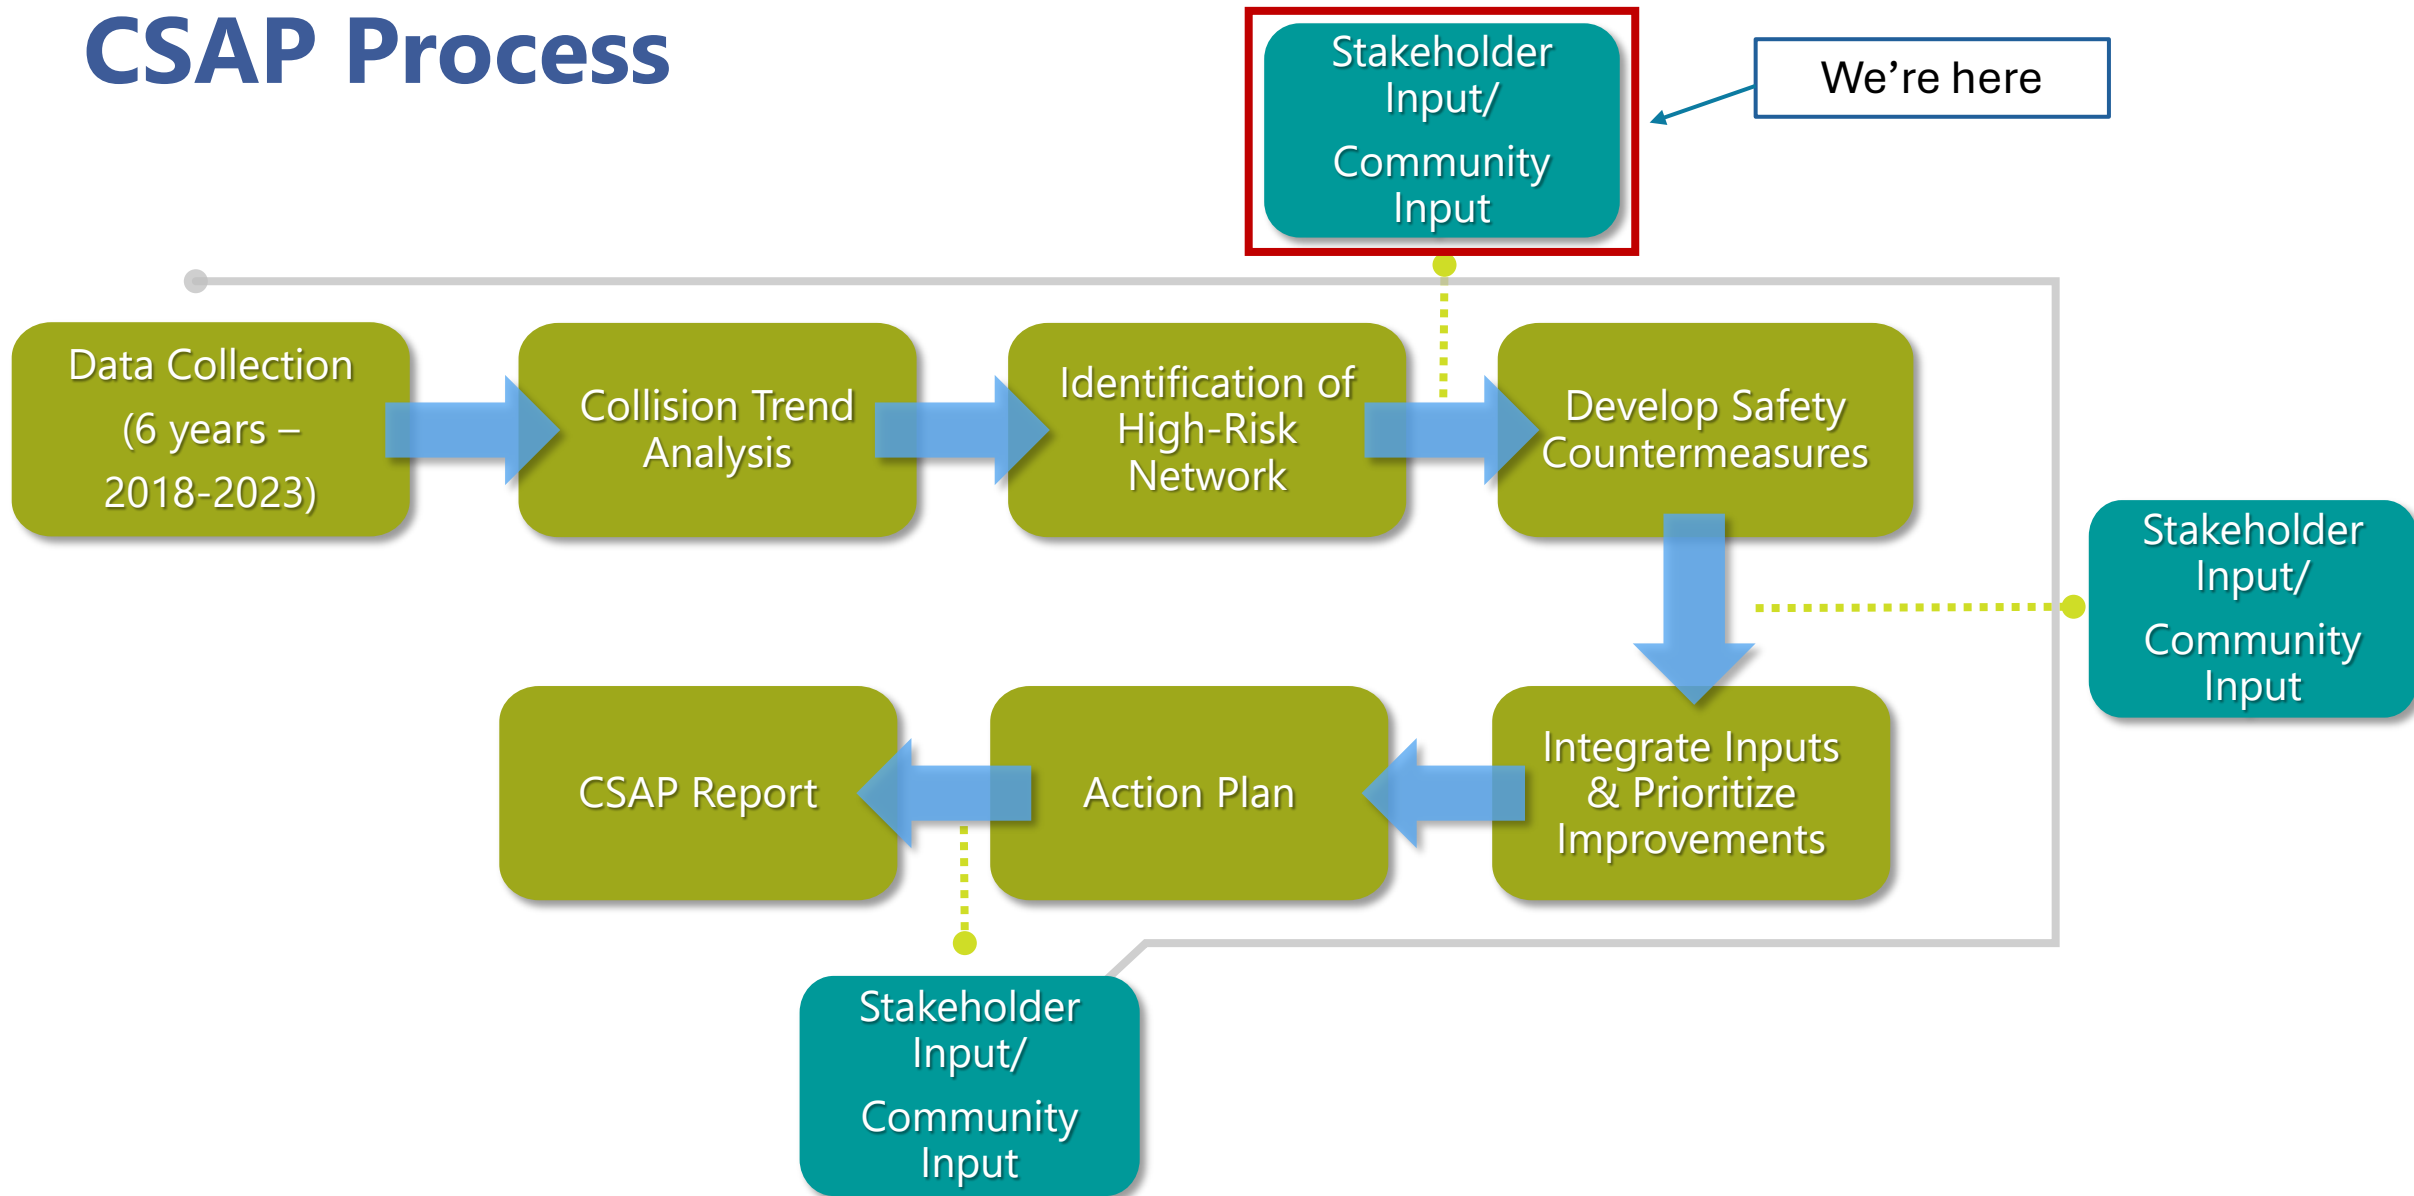 CSAP Process
Stakeholder
Input/
Community
Input
We’re here
Data Collection
(6 years –
2018-2023)
Collision Trend
Analysis
Identification of
High-Risk
Network
Develop Safety
Countermeasures
Stakeholder
Input/
Community
Input
CSAP Report
Action Plan
Integrate Inputs
& Prioritize
Improvements
Stakeholder
Input/
Community
Input